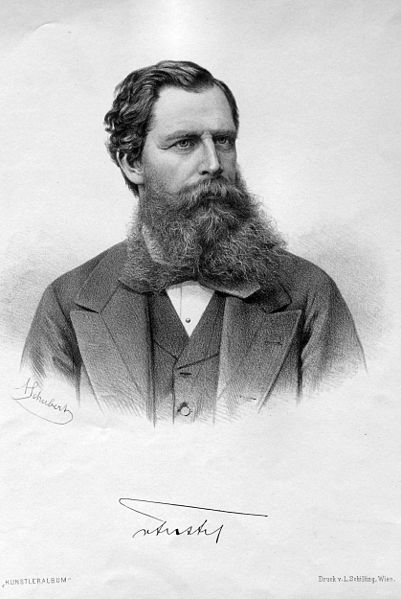 Schubert
„KÜNSTLERALBUM“
Druck v. L. Schilling, Wien.